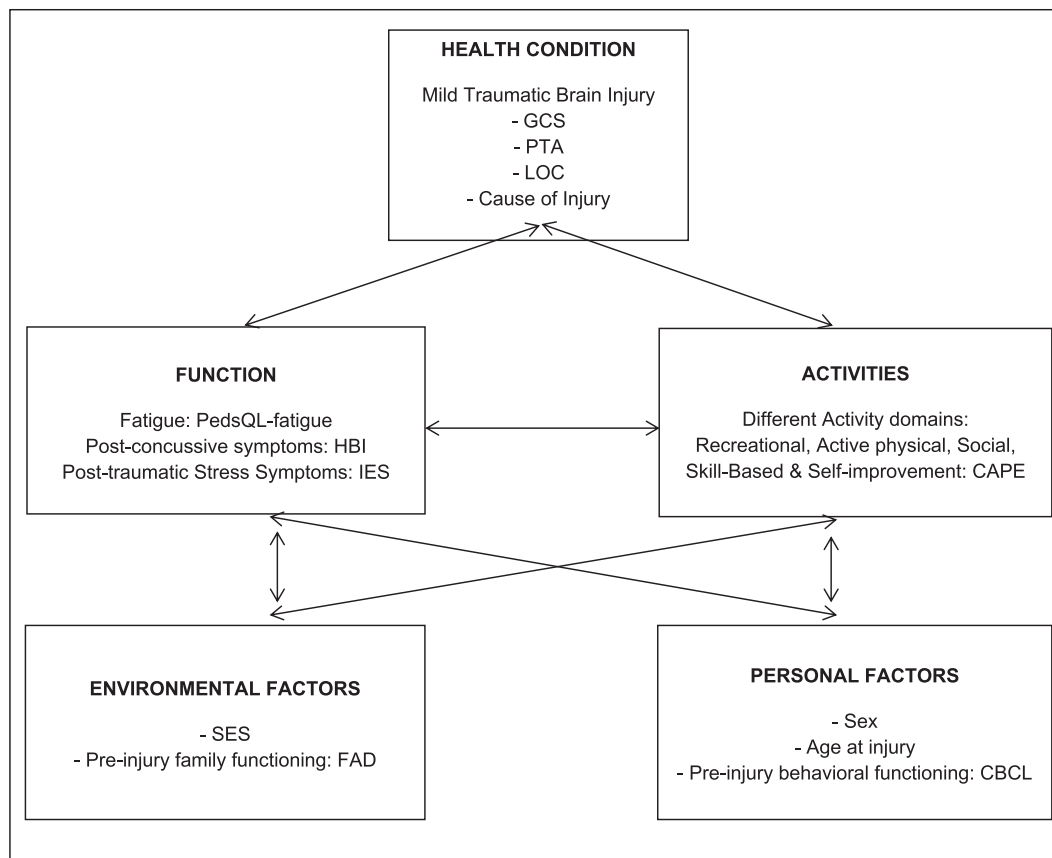 HEALTH CONDITION
Mild Traumatic Brain Injury
- GCS
- PTA
- LOC
- Cause of Injury
FUNCTION
Fatigue: PedsQL-fatigue
Post-concussive symptoms: HBI
Post-traumatic Stress Symptoms: IES
ACTIVITIES
Different Activity domains:
Recreational, Active physical, Social,
Skill-Based & Self-improvement: CAPE
ENVIRONMENTAL FACTORS
- SES
- Pre-injury family functioning: FAD
PERSONAL FACTORS
- Sex
- Age at injury
- Pre-injury behavioral functioning: CBCL